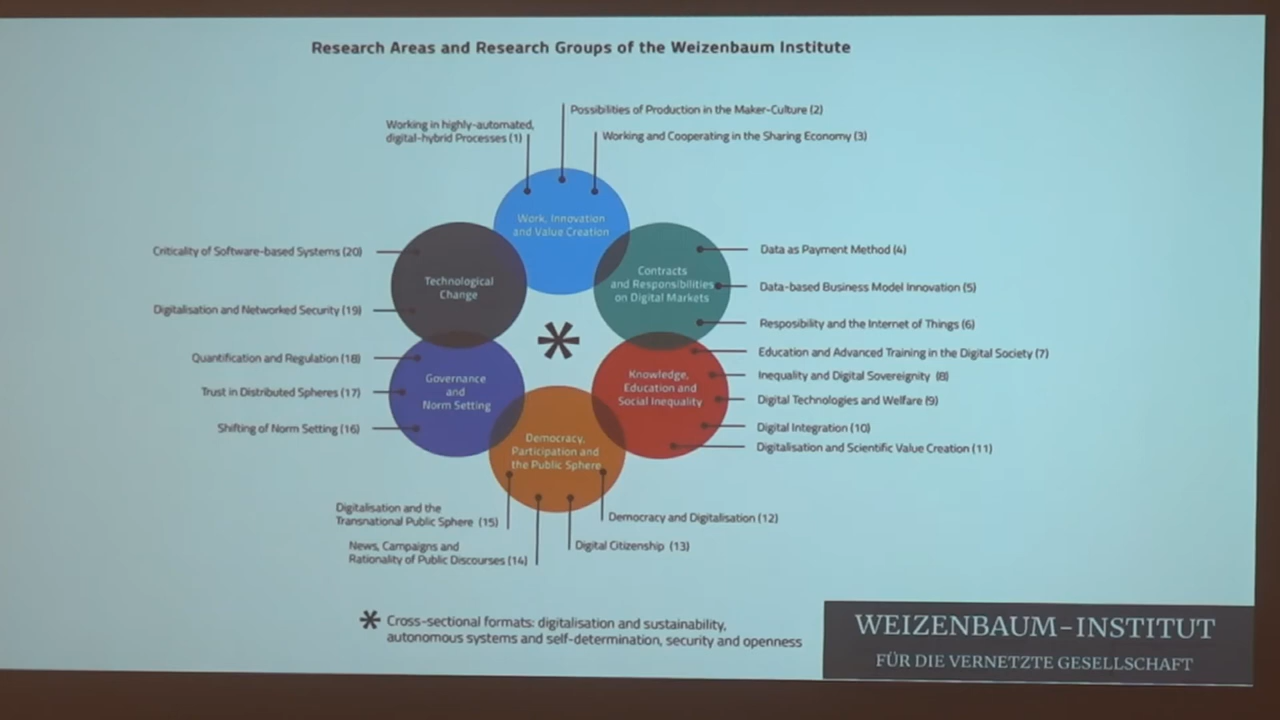 Research Areas and Research Groups of the Weizenbaum Institute
Possibilities of Production in the Maker-Culture (2)
Working in highly-automated,
digital-hybrid Processes (1)
Working and Cooperating in the Sharing Economy (3)
Work, Innovation
and Value Creation
Criticality of Software-based Systems (20)
Technological
Change
Digitalisation and Networked Security (19)
Contracts
and Responsibilities
on Digital Markets
Data as Payment Method (4)
Data-based Business Model Innovation (5)
Resposibility and the Internet of Things (6)
Quantification and Regulation (18)
Trust in Distributed Spheres (17)
Shifting of Norm Setting (16)
Governance
and
Norm Setting
Knowledge,
Education and
Social Inequality
Education and Advanced Training in the Digital Society (7)
Inequality and Digital Sovereignity (8)
Digital Technologies and Welfare (9)
Digital Integration (10)
Digitalisation and Scientific Value Creation (11)
Democracy,
Participation and
the Public Sphere
Digitalisation and the
Transnational Public Sphere (15)
Democracy and Digitalisation (12)
News, Campaigns and
Rationality of Public Discourses (14)
Digital Citizenship (13)
* Cross-sectional formats: digitalisation and sustainability,
autonomous systems and self-determination, security and openness
WEIZENBAUM-INSTITUT
FÜR DIE VERNETZTE GESELLSCHAFT